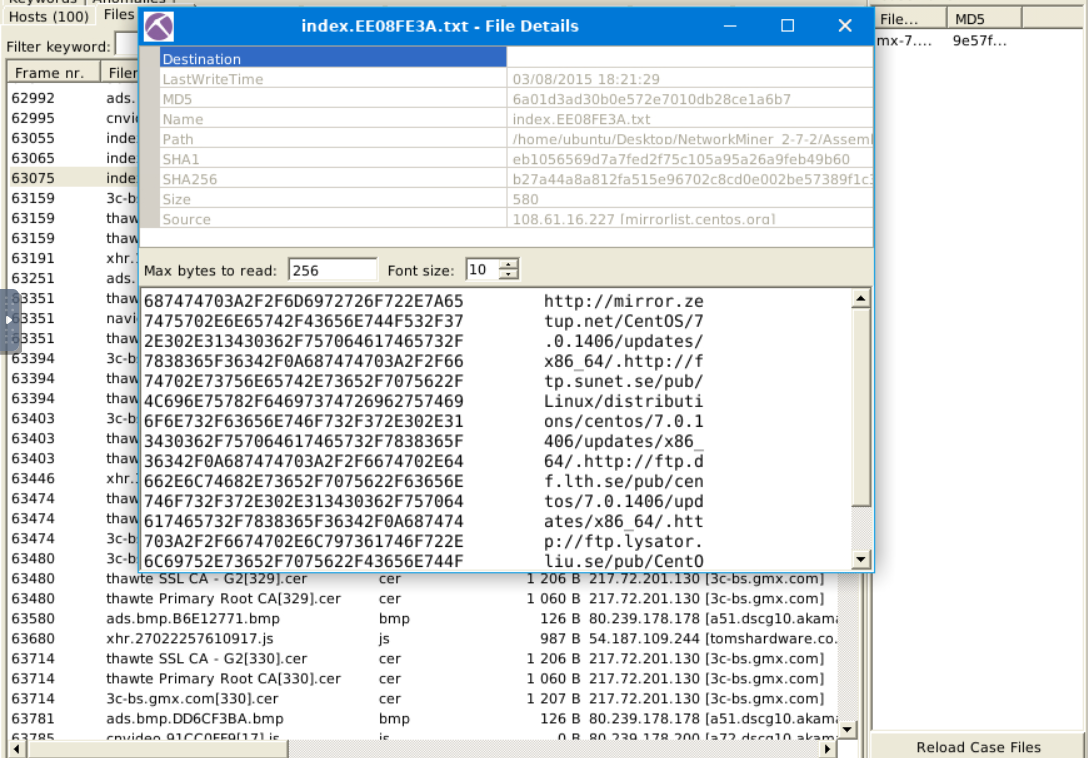 Keywords Anomalies
Hosts (100) Files
Filter keyword:
Frame nr.
index.EE08FE3A.txt - File Details
Destination
LastWriteTime 03/08/2015 18:21:29
MD5 6a01d3ad30b0e572e7010db28ce1a6b7
Name index.EE08FE3A.txt
Path /home/ubuntu/Desktop/NetworkMiner_2-7-2/Assem
SHA1 eb1056569d7a7fed2f75c105a95a26a9feb49b60
SHA256 b27a44a8a812fa515e96702c8cd0e002be57389f1c
Size 580
Source 108.61.16.227 [mirrorlist.centos.org]
Max bytes to read: 256 Font size: 10
687474703A2F2F6D6972726F722E7A65 http://mirror.ze
7475702E6E65742F43656E744F532F37 tup.net/CentOS/7
2E302E313430362F757064617465732F .0.1406/updates/
7838365F36342F0A687474703A2F2F66 x86_64/.http://f
74702E73756E65742E73652F7075622F tp.sunet.se/pub/
4C696E75782F64697374726962757469 Linux/distributi
6F6E732F63656E746F732F372E302E31 ons/centos/7.0.1
3430362F757064617465732F7838365F 406/updates/x86_
36342F0A687474703A2F2F6674702E64 64/.http://ftp.d
662E6C74682E73652F7075622F63656E f.lth.se/pub/cen
746F732F372E302E313430362F757064 tos/7.0.1406/upd
617465732F7838365F36342F0A687474 ates/x86_64/.htt
703A2F2F6674702E6C797361746F722E p://ftp.lysator.
6C69752E73652F7075622F43656E744F liu.se/pub/CentO
File... MD5
mx-7.... 9e57f...
62992 ads.
62995 cnvi
63055 inde
63065 inde
63075 inde
63159 3c-b
63159 thaw
63159 thaw
63191 xhr.
63251 ads.
63351 thaw
63351 navi
63351 thaw
63394 3c-b
63394 thaw
63394 thaw
63403 3c-b
63403 thaw
63403 thaw
63446 xhr.
63474 thaw
63474 thaw
63474 3c-b
63480 3c-b
63480 thawte SSL CA - G2[329].cer cer 1 206 B 217.72.201.130 [3c-bs.gmx.com]
63480 thawte Primary Root CA[329].cer cer 1 060 B 217.72.201.130 [3c-bs.gmx.com]
63580 ads.bmp.B6E12771.bmp bmp 126 B 80.239.178.178 [a51.dscg10.akama
63680 xhr.27022257610917.js js 987 B 54.187.109.244 [tomshardware.co.
63714 thawte SSL CA - G2[330].cer cer 1 206 B 217.72.201.130 [3c-bs.gmx.com]
63714 thawte Primary Root CA[330].cer cer 1 060 B 217.72.201.130 [3c-bs.gmx.com]
63714 3c-bs.gmx.com[330].cer cer 1 207 B 217.72.201.130 [3c-bs.gmx.com]
63781 ads.bmp.DD6CF3BA.bmp bmp 126 B 80.239.178.178 [a51.dscg10.akama
63785 cnvideo.91CC0FF9[17].js js 0 B 80.239.178.200 [a72.dscg10.akam
Reload Case Files